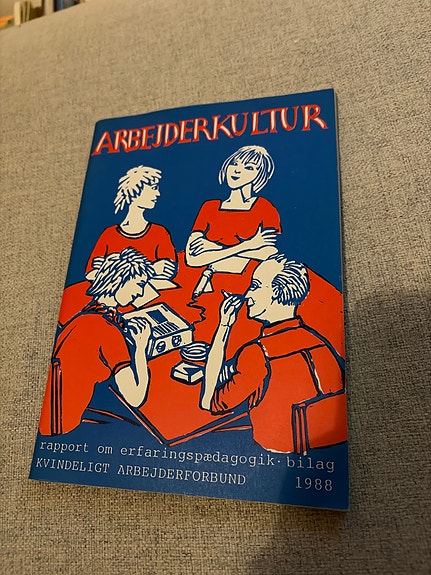 ARBEJDERKULTUR
rapport om erfaringspædagogik · bilag
KVINDELIGT ARBEJDERFORBUND 1988